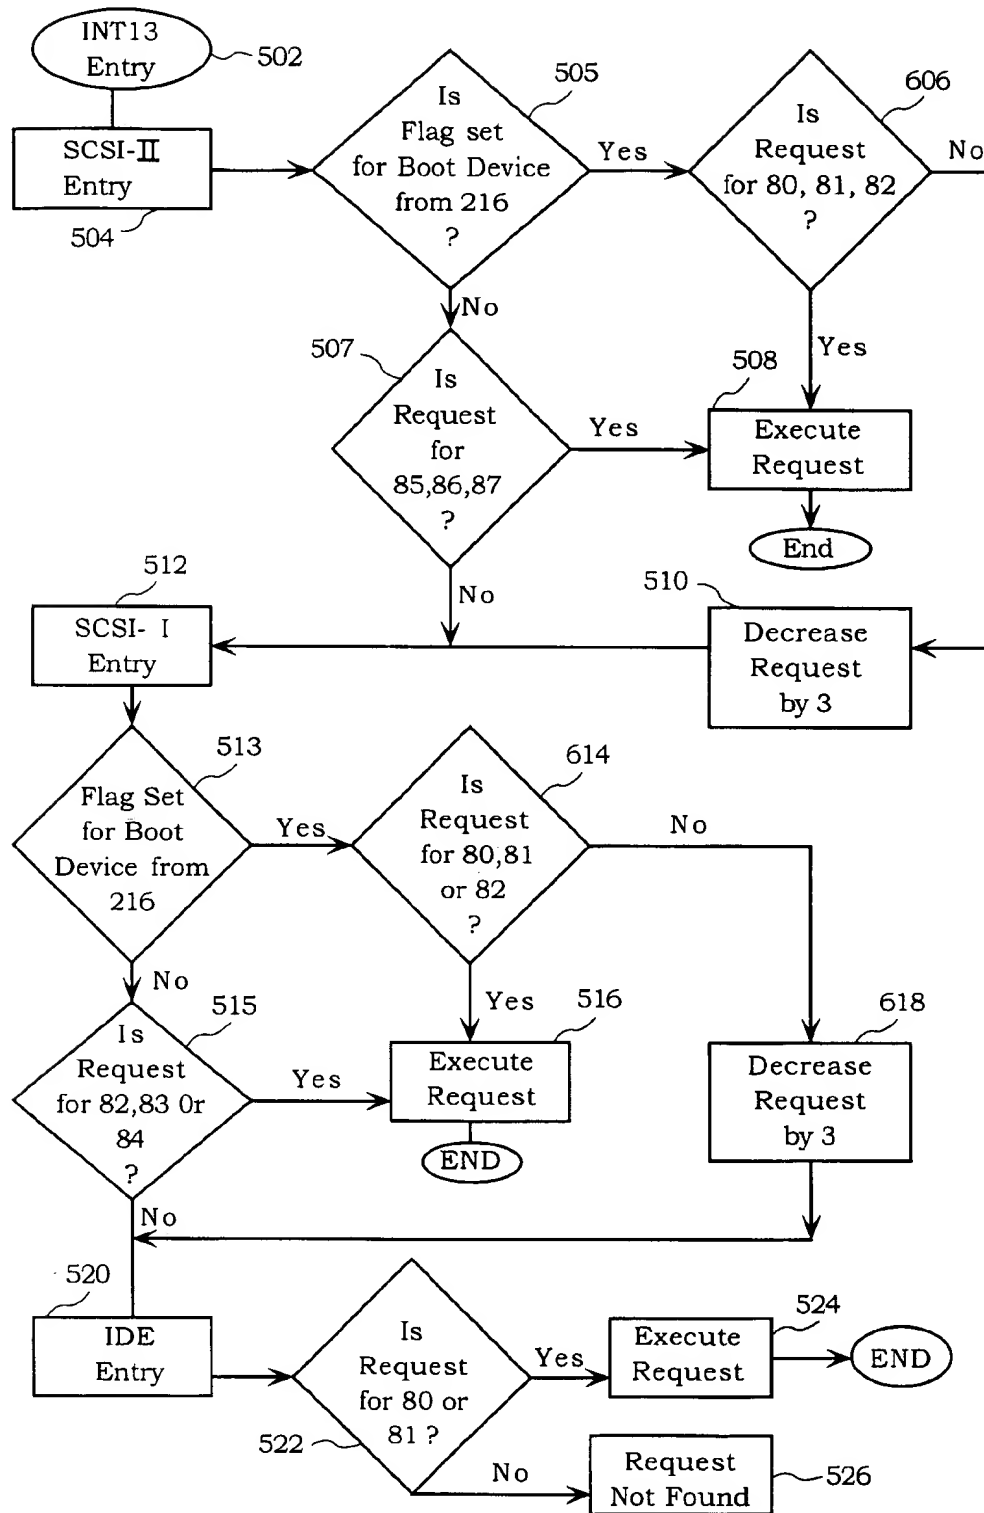 INT13
Entry
502
SCSI-II
Entry
504
Is
Flag set
for Boot Device
from 216
?
505
Yes
No
Is
Request
for 80, 81, 82
?
606
No
Yes
507
Is
Request
for
85,86,87
?
Yes
No
508
Execute
Request
End
512
SCSI- I
Entry
510
Decrease
Request
by 3
513
Flag Set
for Boot
Device from
216
Yes
No
614
Is
Request
for 80,81
or 82
?
No
Yes
515
Is
Request
for 82,83 Or
84
?
Yes
No
516
Execute
Request
END
618
Decrease
Request
by 3
520
IDE
Entry
Is
Request
for 80 or
81 ?
522
Yes
No
524
Execute
Request
END
Request
Not Found
526